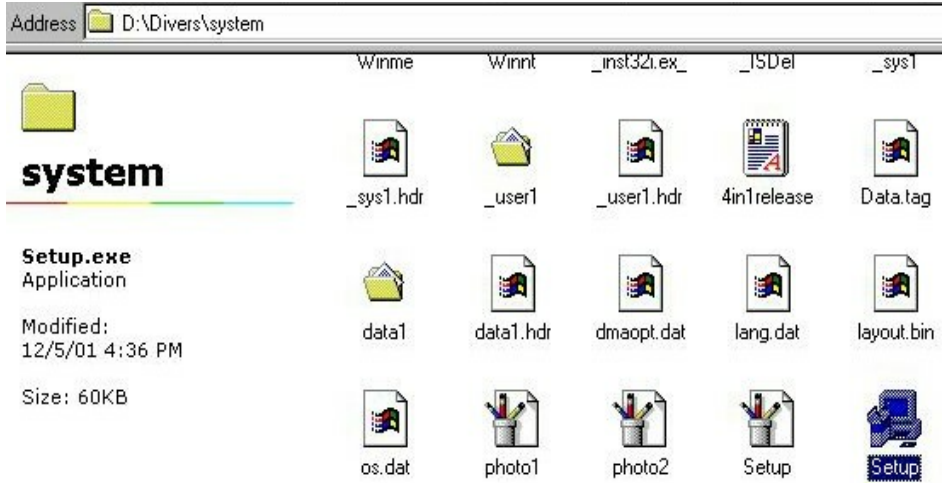 Address D:\Divers\system
Winme Winnt _inst32i.ex_ _ISDel _sys1
system
_sys1.hdr _user1 _user1.hdr 4in1release Data.tag
Setup.exe
Application
Modified:
12/5/01 4:36 PM
Size: 60KB
data1 data1.hdr dmaopt.dat lang.dat layout.bin
os.dat photo1 photo2 Setup Setup